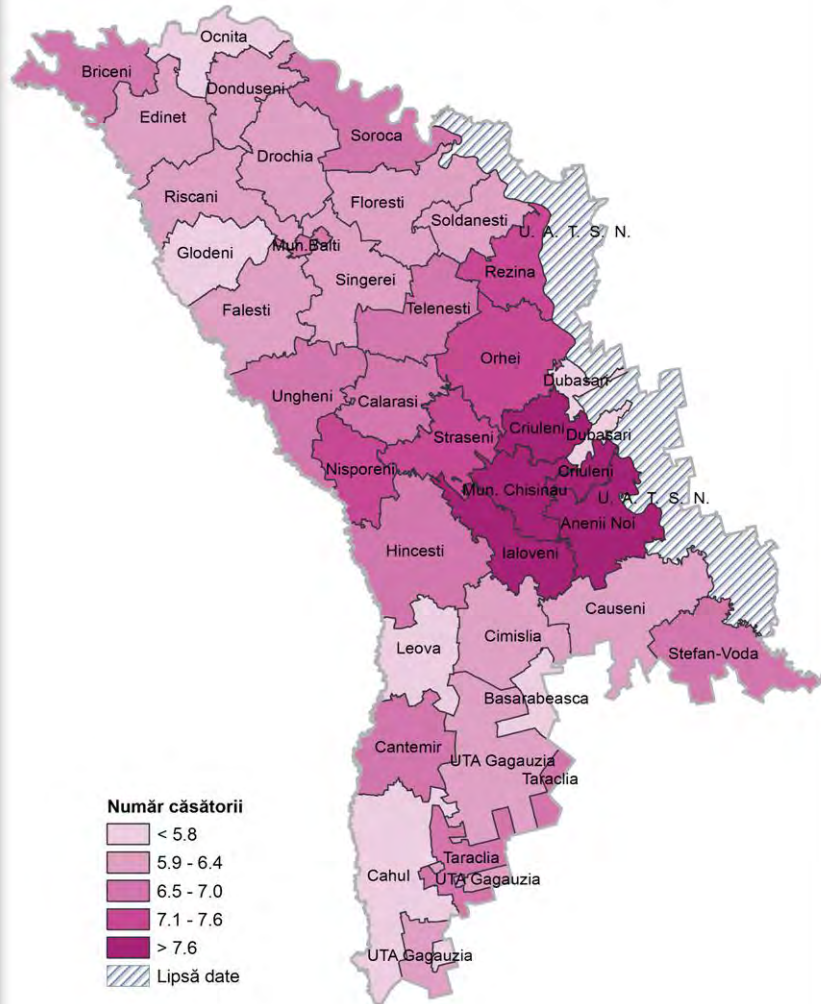 Ocnita
Briceni
Donduseni
Edinet
Soroca
Drochia
Riscani
Floresti
Soldanesti
U. A. T. S. N.
Mun.Balti
Glodeni
Rezina
Singerei
Falesti
Telenesti
Orhei
Dubasari
Ungheni
Calarasi
Criuleni
Dubasari
Straseni
Nisporeni
Criuleni
Mun. Chisinau
U. A. T. S. N.
Anenii Noi
Hincesti
Ialoveni
Causeni
Cimislia
Leova
Stefan-Voda
Basarabeasca
Cantemir
UTA Gagauzia
Taraclia
Număr căsătorii
< 5.8
5.9 - 6.4
6.5 - 7.0
7.1 - 7.6
> 7.6
Lipsă date
Taraclia
Cahul
UTA Gagauzia
UTA Gagauzia